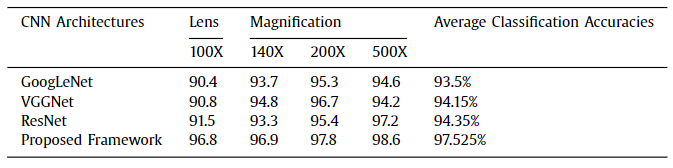 CNN Architectures Lens Magnification Average Classification Accuracies
100X 140X 200X 500X
GoogLeNet 90.4 93.7 95.3 94.6 93.5%
VGGNet 90.8 94.8 96.7 94.2 94.15%
ResNet 91.5 93.3 95.4 97.2 94.35%
Proposed Framework 96.8 96.9 97.8 98.6 97.525%